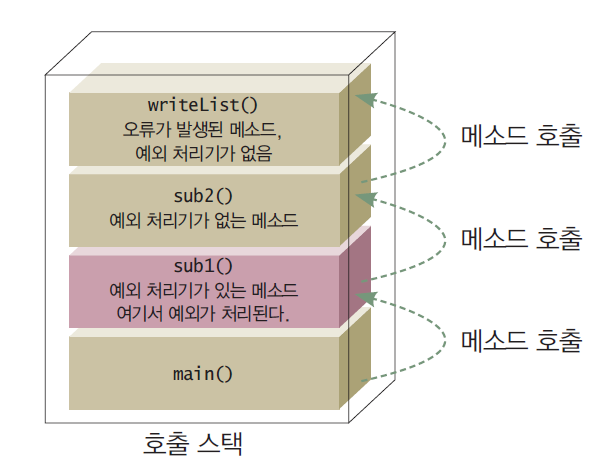 writeList()
오류가 발생된 메소드,
예외 처리기가 없음
메소드 호출
sub2()
예외 처리기가 없는 메소드
메소드 호출
sub1()
예외 처리기가 있는 메소드
여기서 예외가 처리된다.
메소드 호출
main()
호출 스택